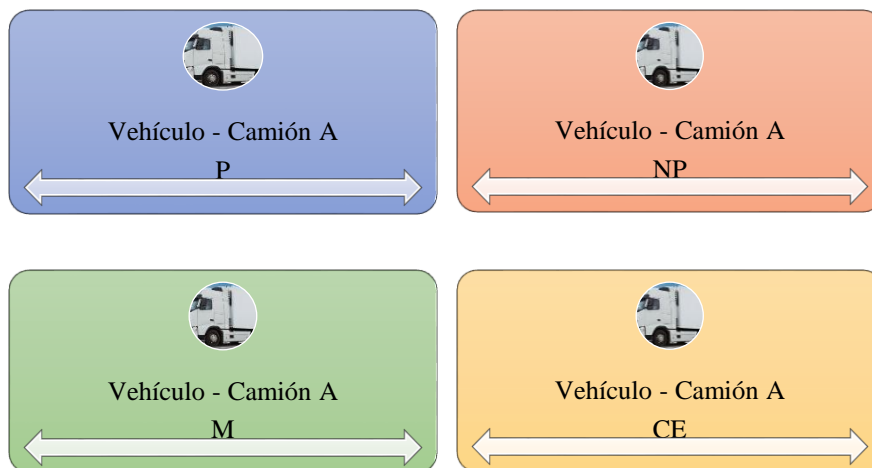 Vehículo - Camión A
P
Vehículo - Camión A
NP
Vehículo - Camión A
M
Vehículo - Camión A
CE